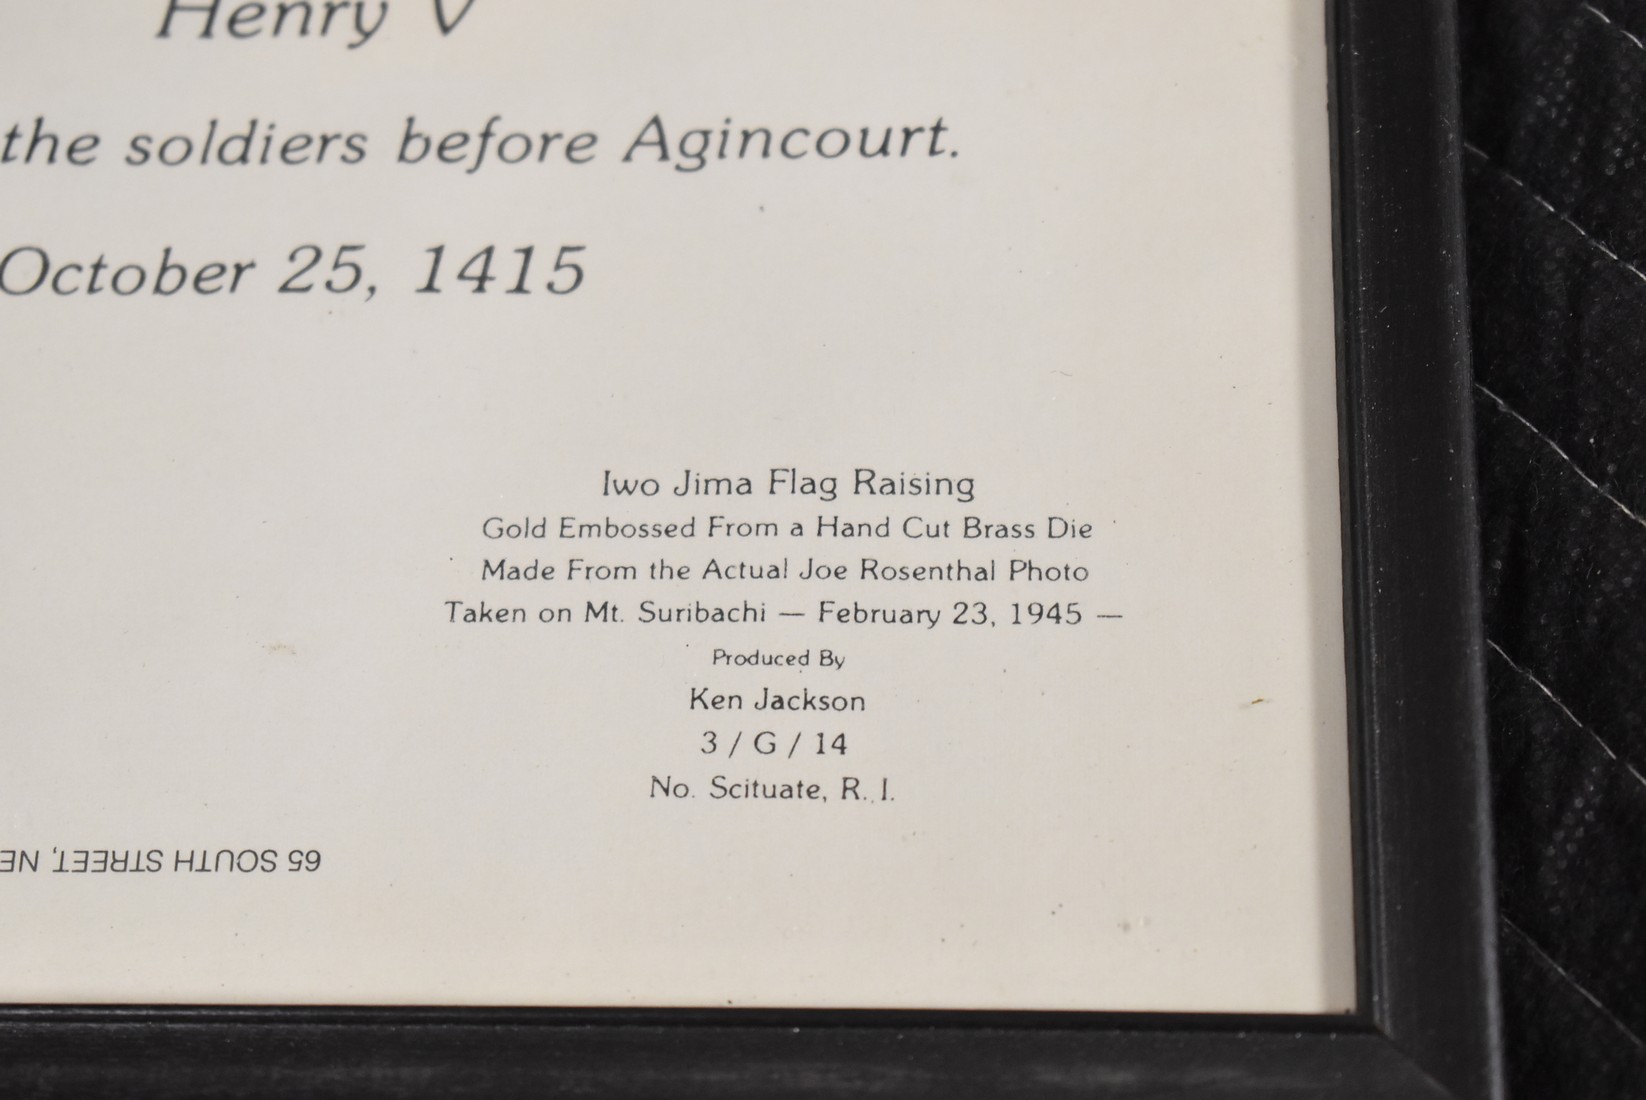 Henry V
the soldiers before Agincourt.
October 25, 1415
Iwo Jima Flag Raising
Gold Embossed From a Hand Cut Brass Die
Made From the Actual Joe Rosenthal Photo
Taken on Mt. Suribachi — February 23, 1945 —
Produced By
Ken Jackson
3 / G / 14
No. Scituate, R. I.
65 SOUTH STREET, NE